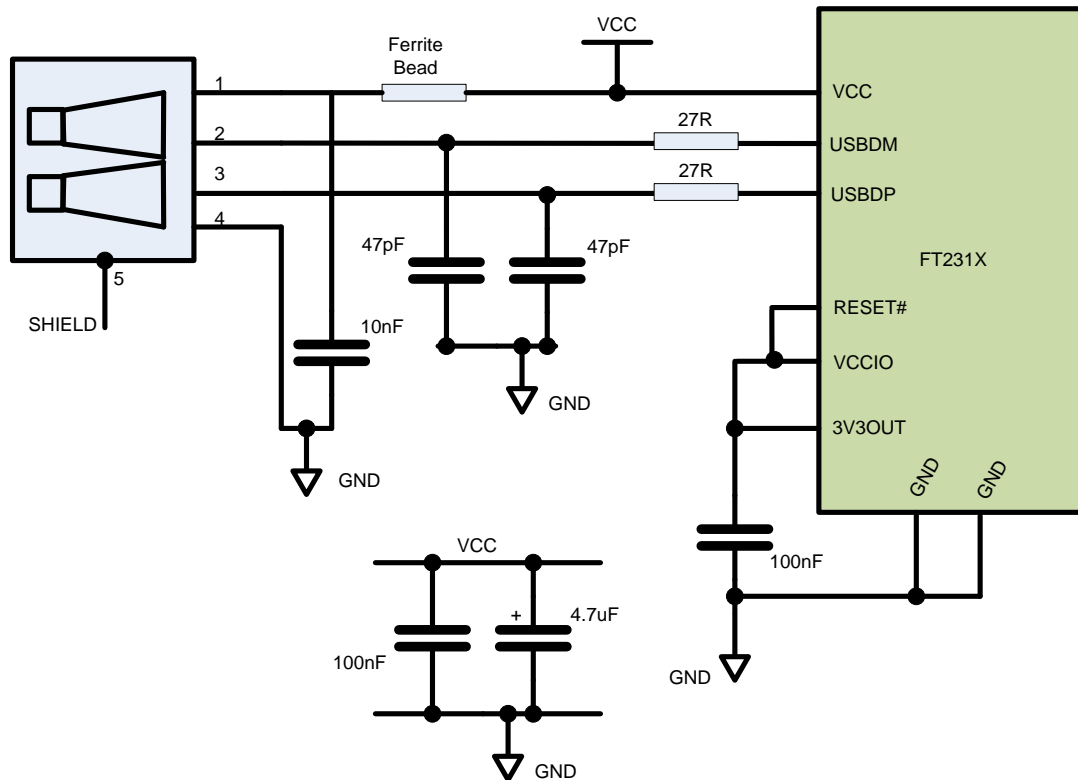 VCC
Ferrite
Bead
1
VCC
27R
2
USBDM
27R
3
USBDP
4
47pF
47pF
FT231X
5
SHIELD
10nF
RESET#
VCCIO
GND
3V3OUT
GND
GND
GND
VCC
100nF
+
4.7uF
100nF
GND
GND